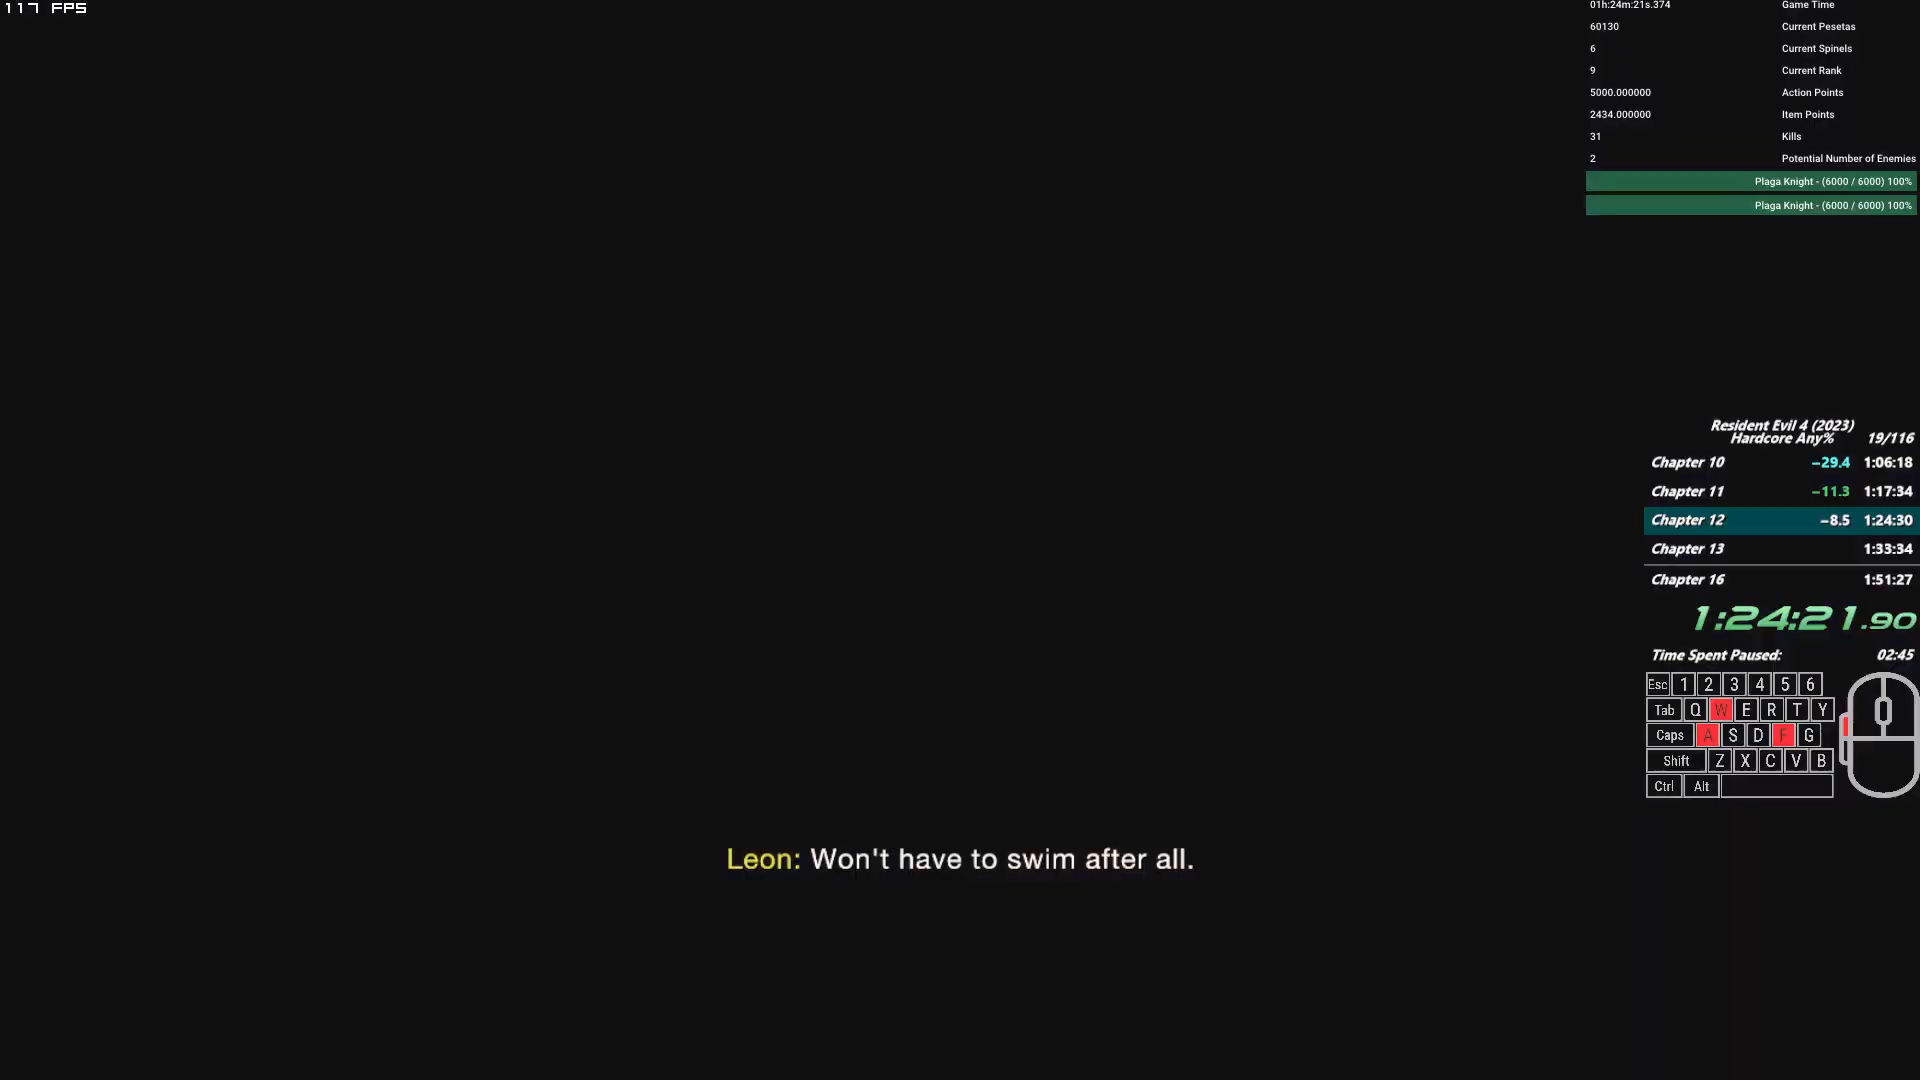 117 FPS
01h:24m:21s.374 Game Time
60130 Current Pesetas
6 Current Spinels
9 Current Rank
5000.000000 Action Points
2434.000000 Item Points
31 Kills
2 Potential Number of Enemies
Plaga Knight - (6000 / 6000) 100%
Plaga Knight - (6000 / 6000) 100%
Resident Evil 4 (2023)
Hardcore Any% 19/116
Chapter 10 −29.4 1:06:18
Chapter 11 −11.3 1:17:34
Chapter 12 −8.5 1:24:30
Chapter 13 1:33:34
Chapter 16 1:51:27
1:24:21.90
Time Spent Paused: 02:45
Esc 1 2 3 4 5 6
Tab Q W E R T Y
Caps A S D F G
Shift Z X C V B
Ctrl Alt
Leon: Won't have to swim after all.